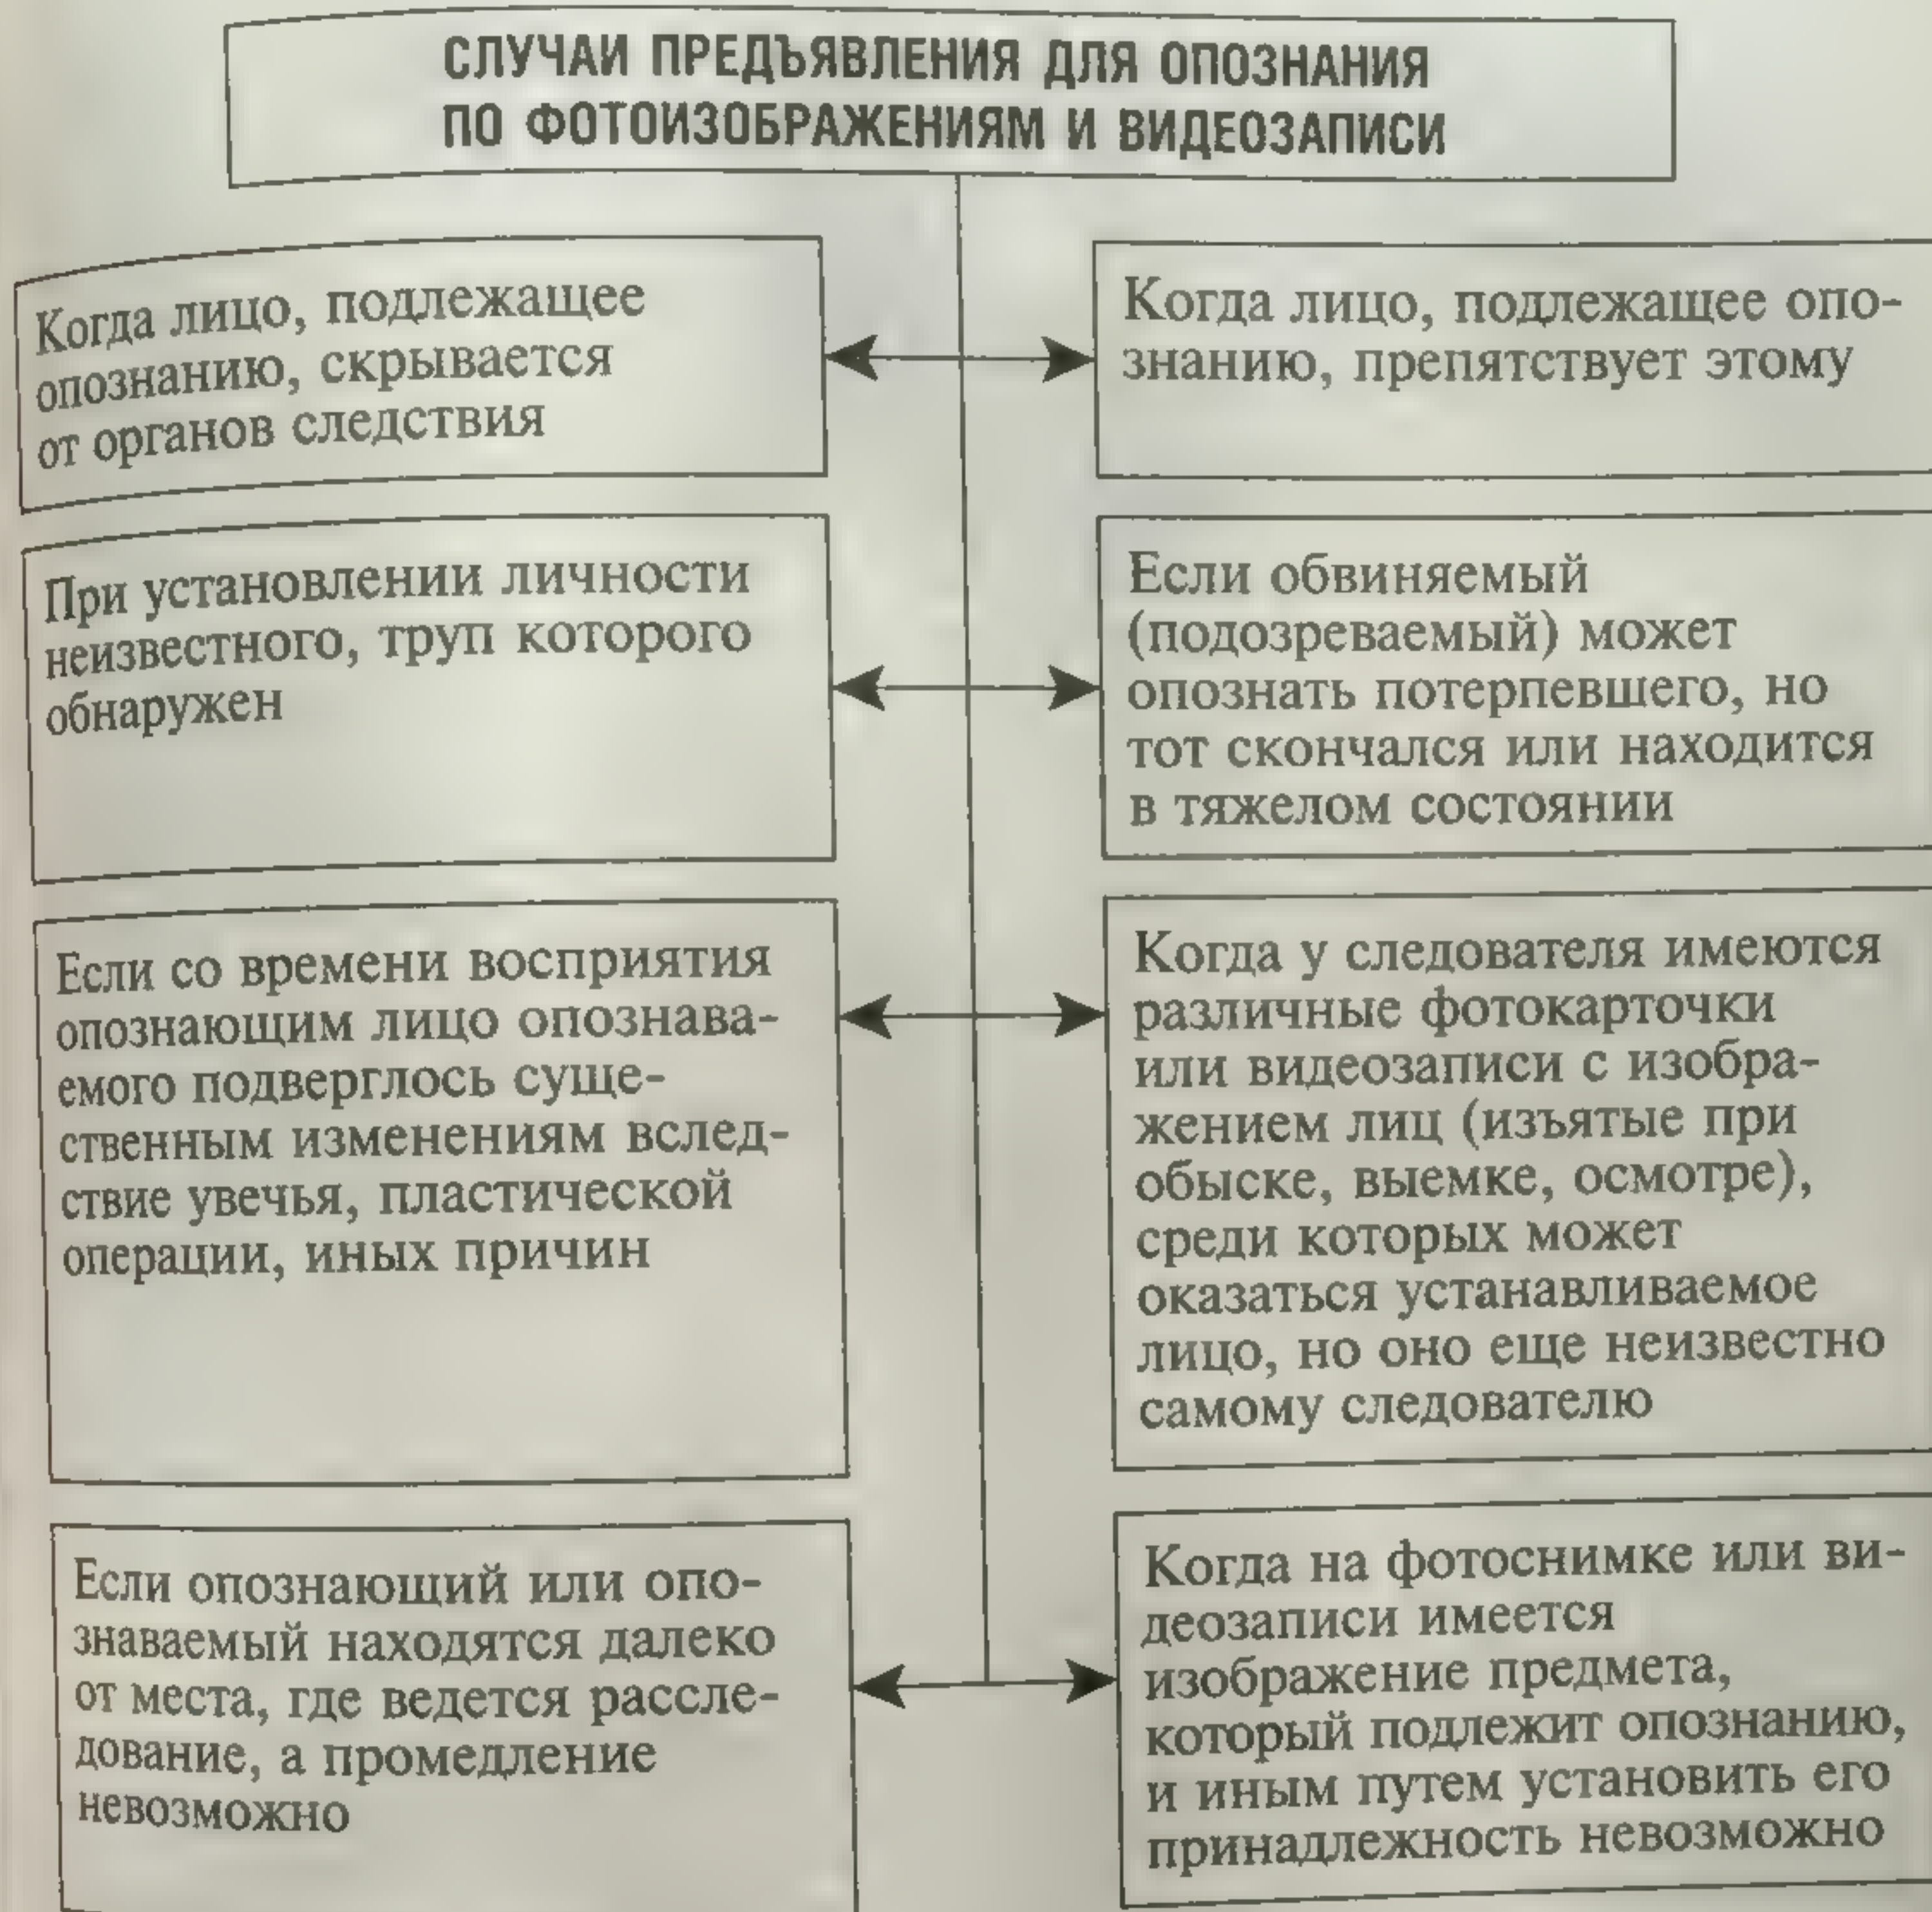 СЛУЧАИ ПРЕДЪЯВЛЕНИЯ ДЛЯ ОПОЗНАНИЯ
ПО ФОТОИЗОБРАЖЕНИЯМ И ВИДЕОЗАПИСИ
Когда лицо, подлежащее
опознанию, скрывается
от органов следствия
Когда лицо, подлежащее опо-
знанию, препятствует этому
При установлении личности
неизвестного, труп которого
обнаружен
Если обвиняемый
(подозреваемый) может
опознать потерпевшего, но
тот скончался или находится
в тяжелом состоянии
Если со времени восприятия
опознающим лицо опознава-
емого подверглось суще-
ственным изменениям вслед-
ствие увечья, пластической
операции, иных причин
Когда у следователя имеются
различные фотокарточки
или видеозаписи с изобра-
жением лиц (изъятые при
обыске, выемке, осмотре),
среди которых может
оказаться устанавливаемое
лицо, но оно еще неизвестно
самому следователю
Если опознающий или опо-
знаваемый находятся далеко
от места, где ведется рассле-
дование, а промедление
невозможно
Когда на фотоснимке или ви-
деозаписи имеется
изображение предмета,
который подлежит опознанию,
и иным путем установить его
принадлежность невозможно